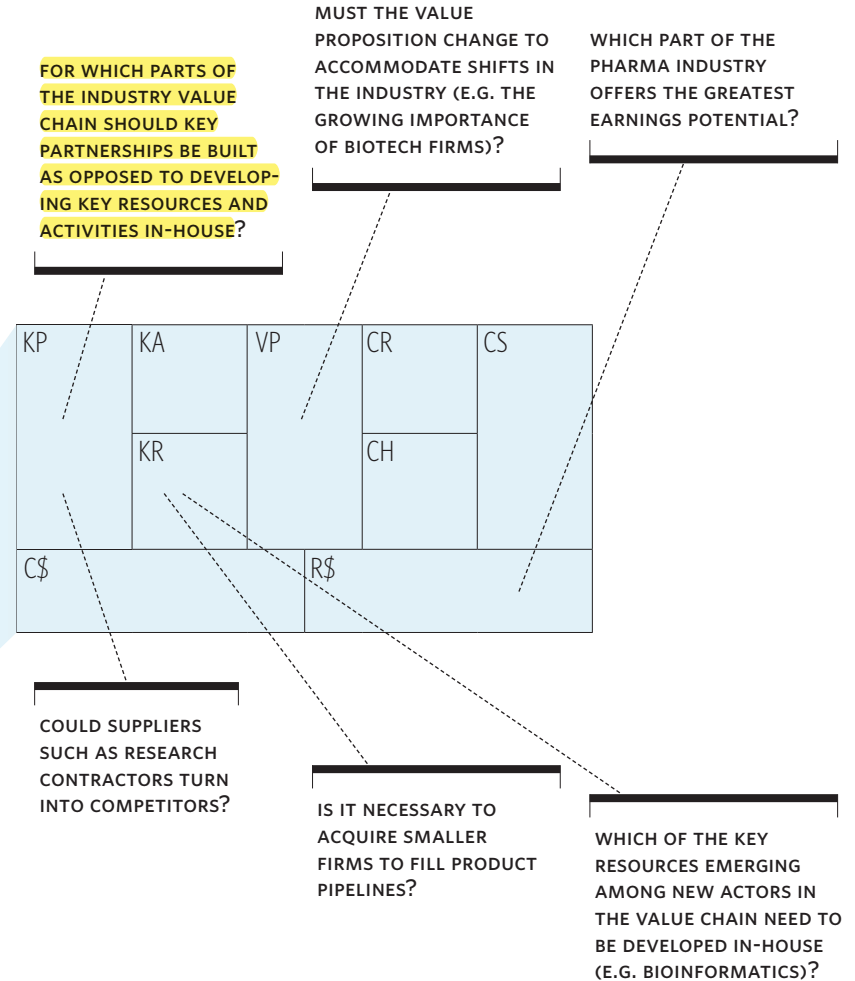 FOR WHICH PARTS OF
THE INDUSTRY VALUE
CHAIN SHOULD KEY
PARTNERSHIPS BE BUILT
AS OPPOSED TO DEVELOP-
ING KEY RESOURCES AND
ACTIVITIES IN-HOUSE?
MUST THE VALUE
PROPOSITION CHANGE TO
ACCOMMODATE SHIFTS IN
THE INDUSTRY (E.G. THE
GROWING IMPORTANCE
OF BIOTECH FIRMS)?
WHICH PART OF THE
PHARMA INDUSTRY
OFFERS THE GREATEST
EARNINGS POTENTIAL?
KP
KA
VP
CR
CS
KR
CH
C$
R$
COULD SUPPLIERS
SUCH AS RESEARCH
CONTRACTORS TURN
INTO COMPETITORS?
IS IT NECESSARY TO
ACQUIRE SMALLER
FIRMS TO FILL PRODUCT
PIPELINES?
WHICH OF THE KEY
RESOURCES EMERGING
AMONG NEW ACTORS IN
THE VALUE CHAIN NEED TO
BE DEVELOPED IN-HOUSE
(E.G. BIOINFORMATICS)?